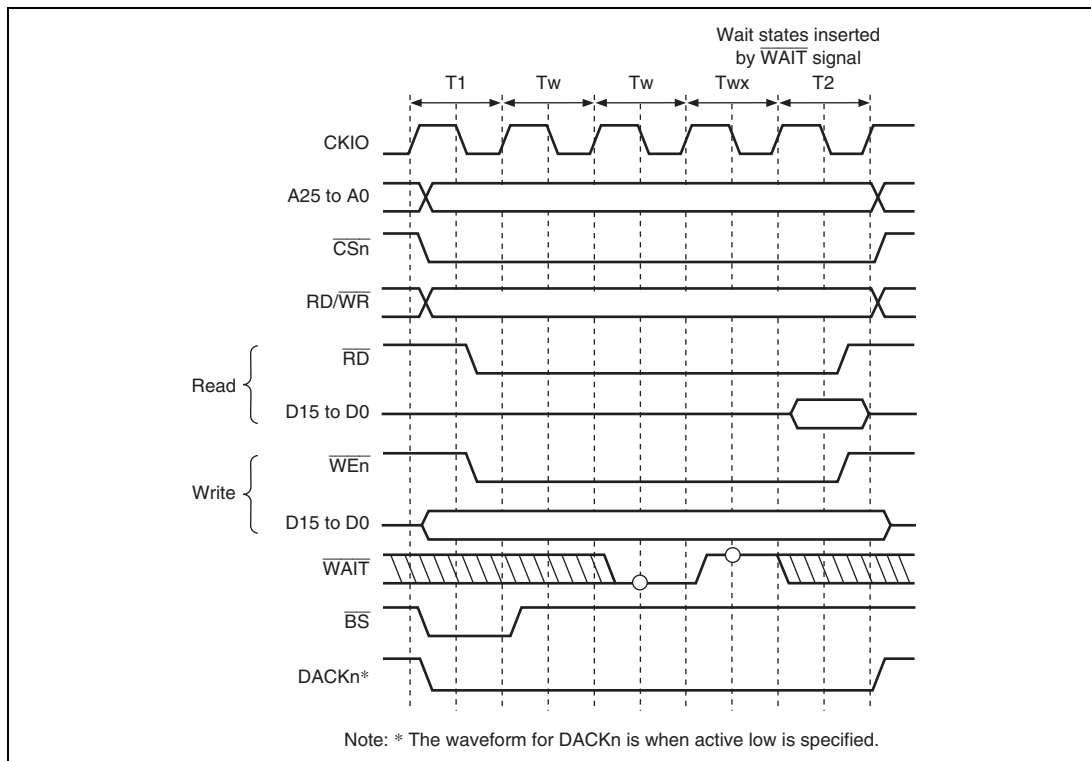 Wait states inserted
by WAIT signal
T1 Tw Tw Twx T2
CKIO
A25 to A0
CSn
RD/WR
RD
Read
D15 to D0
WEn
Write
D15 to D0
WAIT
BS
DACKn*
Note: * The waveform for DACKn is when active low is specified.